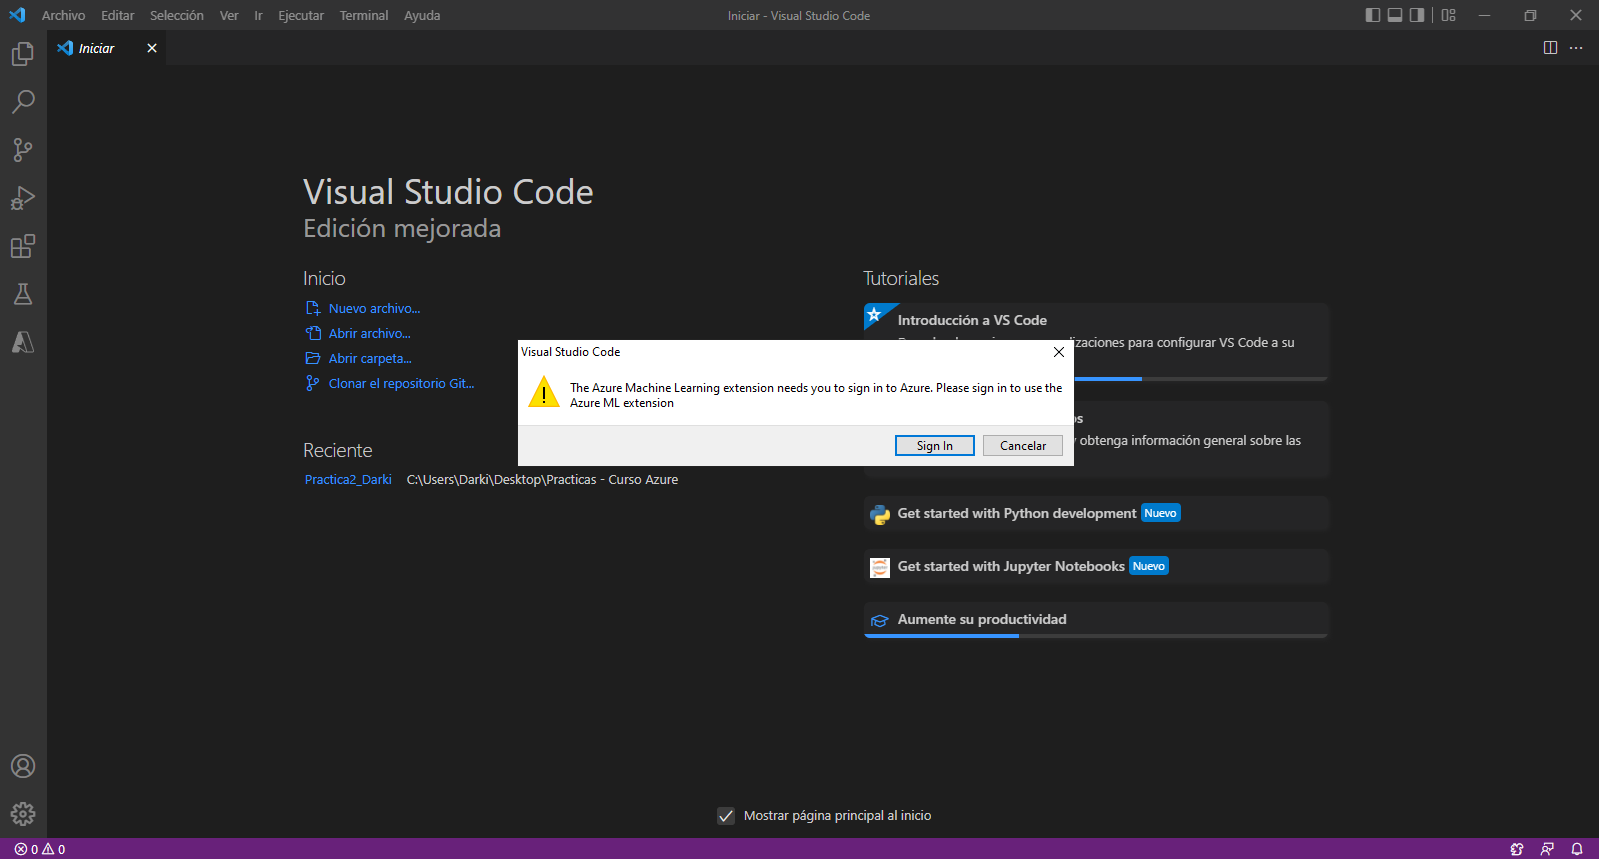 Archivo Editar Selección Ver Ir Ejecutar Terminal Ayuda
Iniciar - Visual Studio Code
Iniciar
Visual Studio Code
Edición mejorada
Inicio
Nuevo archivo...
Abrir archivo...
Abrir carpeta...
Clonar el repositorio Git...
Reciente
Practica2_Darki C:\Users\Darki\Desktop\Practicas - Curso Azure
Tutoriales
Introducción a VS Code
lizaciones para configurar VS Code a su
os
y obtenga información general sobre las
Get started with Python development Nuevo
Get started with Jupyter Notebooks Nuevo
Aumente su productividad
Visual Studio Code
The Azure Machine Learning extension needs you to sign in to Azure. Please sign in to use the
Azure ML extension
Sign In Cancelar
Mostrar página principal al inicio
0 0